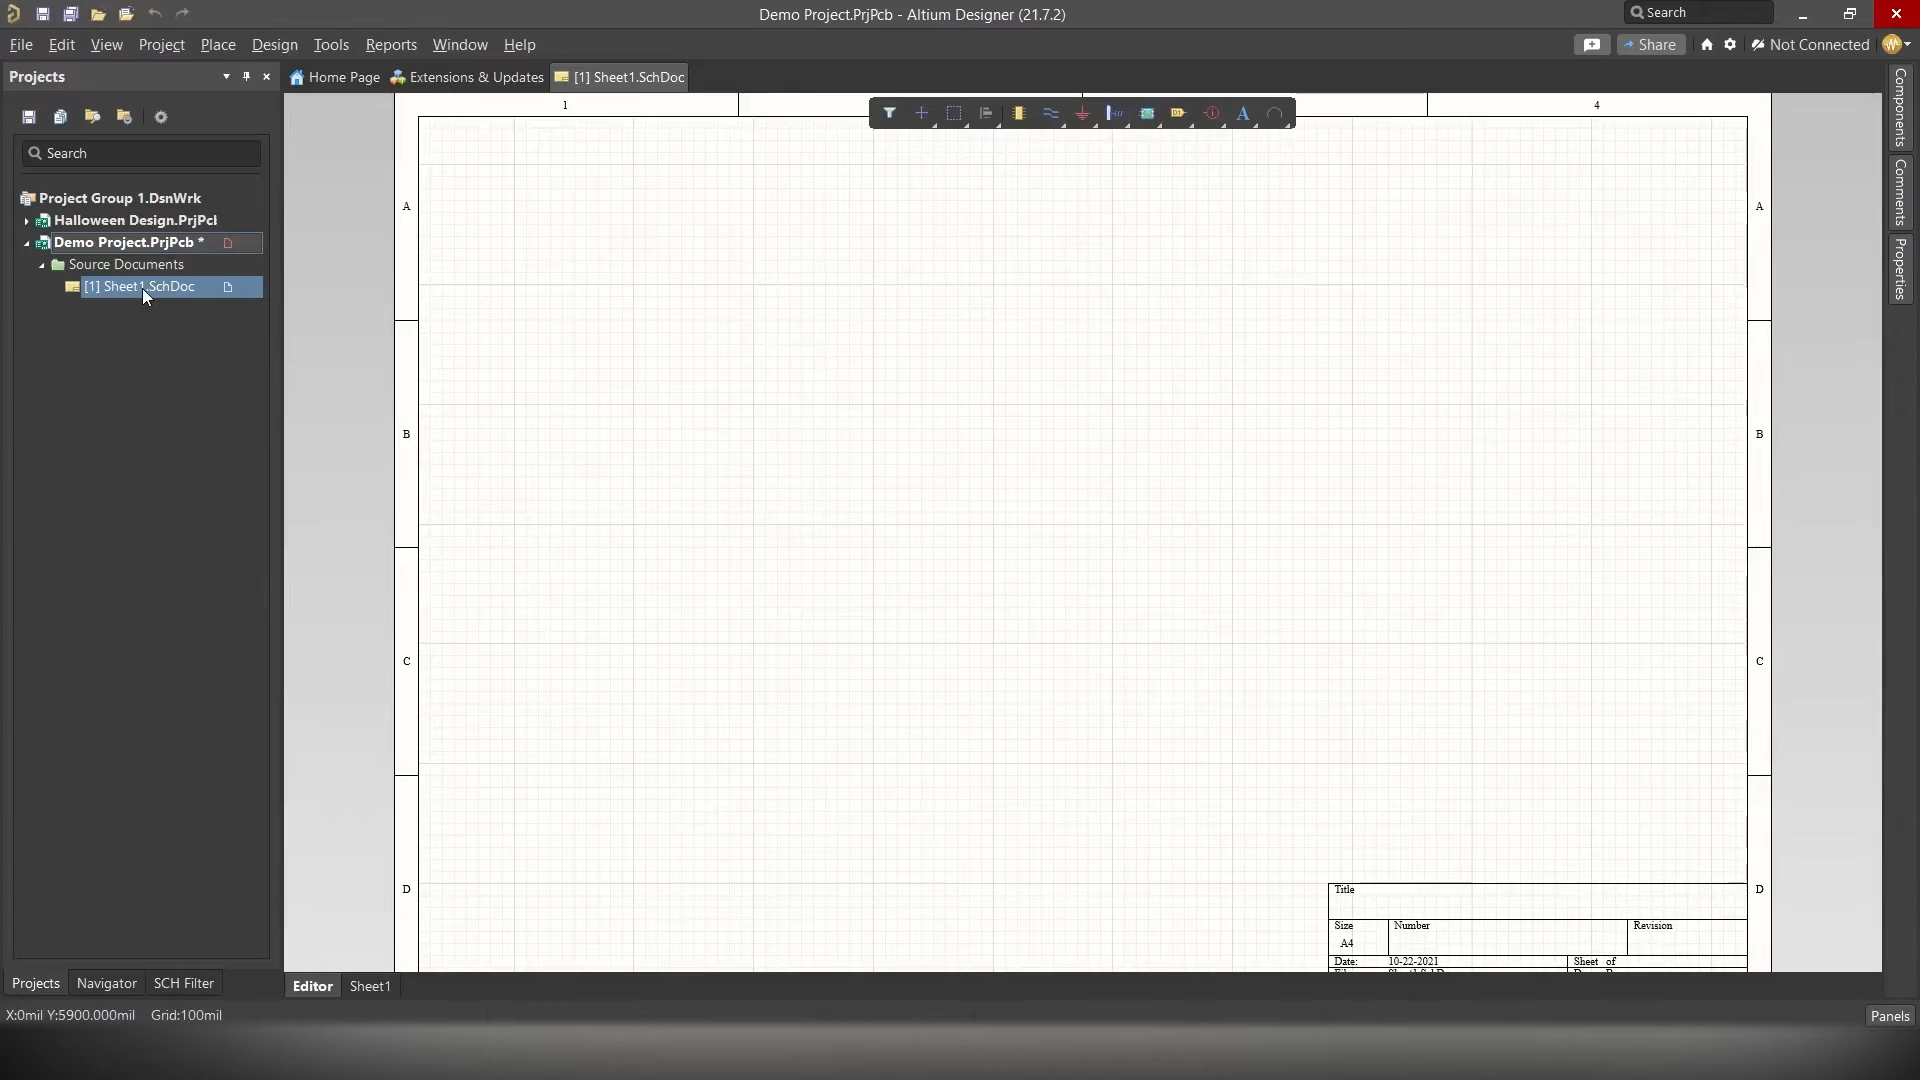 Demo Project.PrjPcb - Altium Designer (21.7.2)
Search
File Edit View Project Place Design Tools Reports Window Help
Share
Not Connected
Projects
Home Page
Extensions & Updates
[1] Sheet1.SchDoc
Search
Project Group 1.DsnWrk
Halloween Design.PrjPcl
Demo Project.PrjPcb *
Source Documents
[1] Sheet1.SchDoc
1
4
A
A
B
B
C
C
D
D
Title
Size
Number
Revision
A4
Date:
10-22-2021
Sheet of
Components
Comments
Properties
Projects
Navigator
SCH Filter
Editor
Sheet1
X:0mil Y:5900.000mil
Grid:100mil
Panels